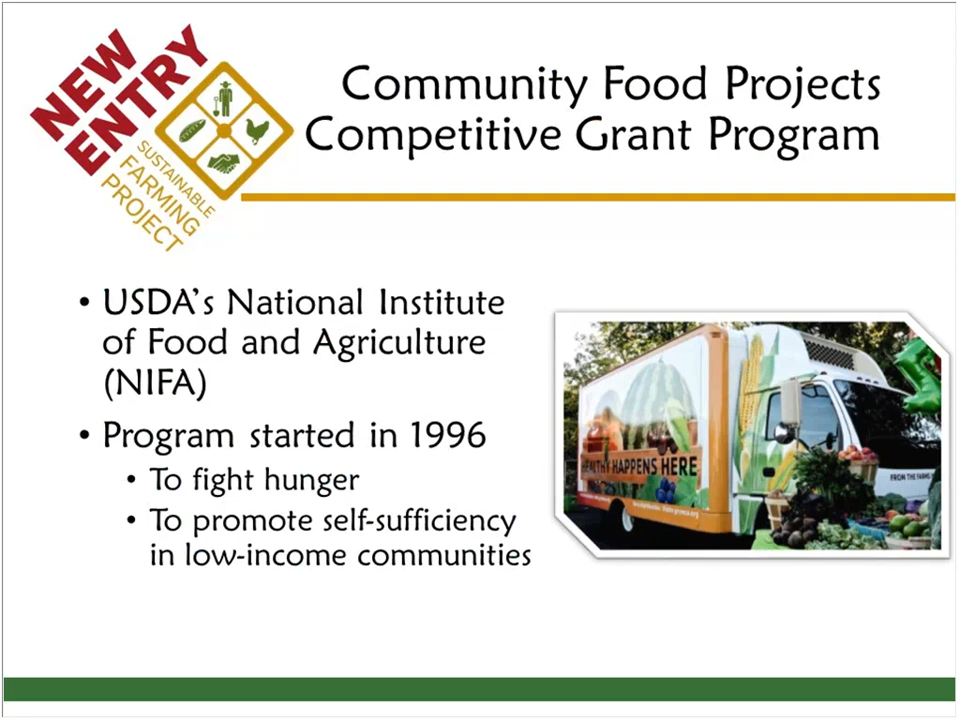 NEW
ENTRY
SUSTAINABLE
FARMING
PROJECT
Community Food Projects
Competitive Grant Program
• USDA’s National Institute
of Food and Agriculture
(NIFA)
• Program started in 1996
• To fight hunger
• To promote self-sufficiency
in low-income communities
HEALTHY HAPPENS HERE
FROM THE FARMS